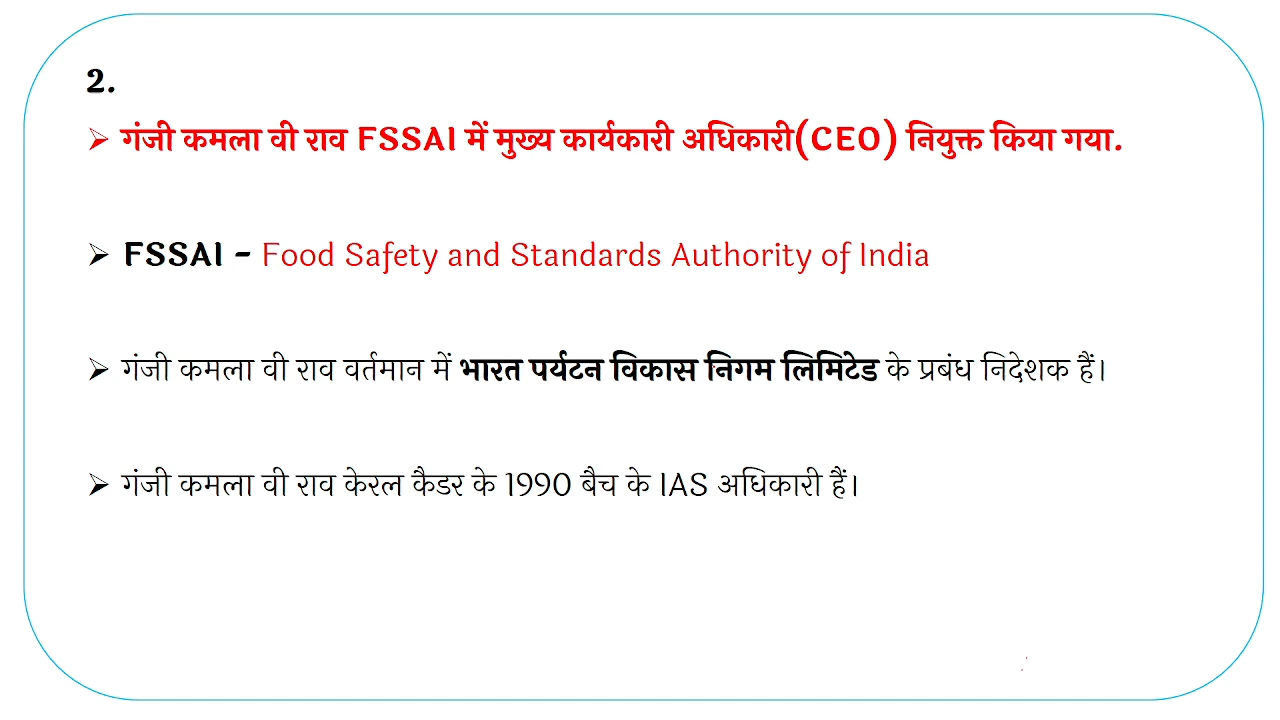 2.
➢ गंजी कमला वी राव FSSAI में मुख्य कार्यकारी अधिकारी(CEO) नियुक्त किया गया.
➢ FSSAI – Food Safety and Standards Authority of India
➢ गंजी कमला वी राव वर्तमान में भारत पर्यटन विकास निगम लिमिटेड के प्रबंध निदेशक हैं।
➢ गंजी कमला वी राव केरल कैडर के 1990 बैच के IAS अधिकारी हैं।